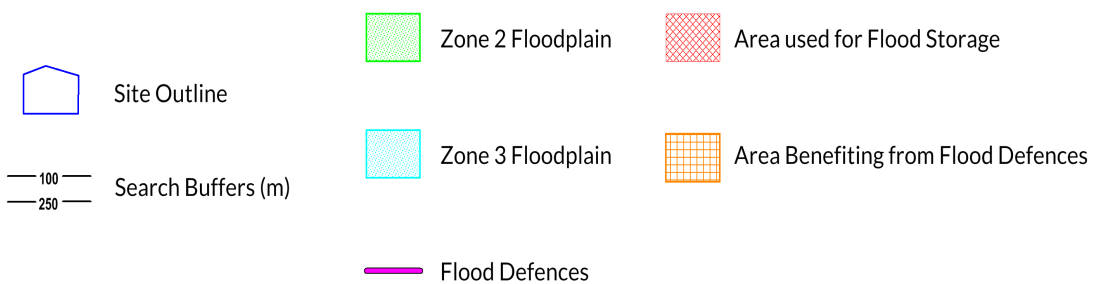 Site Outline
100
250
Search Buffers (m)
Zone 2 Floodplain
Zone 3 Floodplain
Flood Defences
Area used for Flood Storage
Area Benefiting from Flood Defences